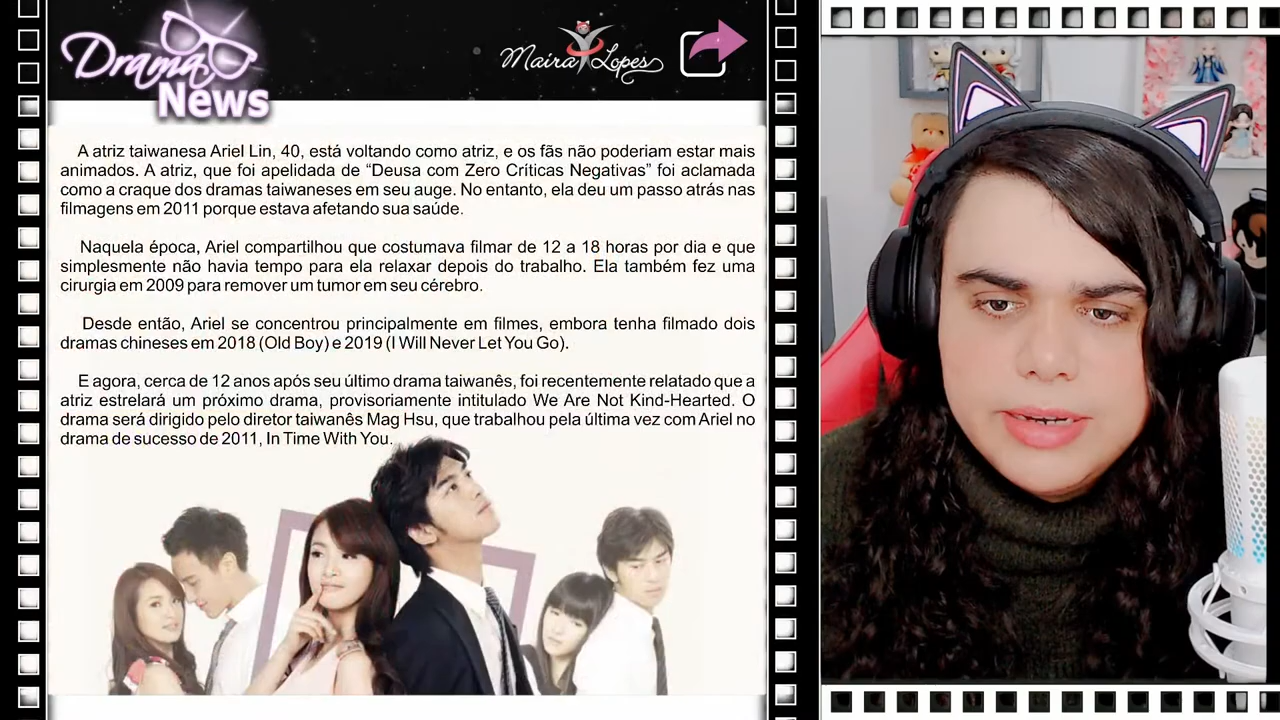 Drama
News
Maira Lopes
A atriz taiwanesa Ariel Lin, 40, está voltando como atriz, e os fãs não poderiam estar mais
animados. A atriz, que foi apelidada de “Deusa com Zero Críticas Negativas” foi aclamada
como a craque dos dramas taiwaneses em seu auge. No entanto, ela deu um passo atrás nas
filmagens em 2011 porque estava afetando sua saúde.
Naquela época, Ariel compartilhou que costumava filmar de 12 a 18 horas por dia e que
simplesmente não havia tempo para ela relaxar depois do trabalho. Ela também fez uma
cirurgia em 2009 para remover um tumor em seu cérebro.
Desde então, Ariel se concentrou principalmente em filmes, embora tenha filmado dois
dramas chineses em 2018 (Old Boy) e 2019 (I Will Never Let You Go).
E agora, cerca de 12 anos após seu último drama taiwanês, foi recentemente relatado que a
atriz estrelará um próximo drama, provisoriamente intitulado We Are Not Kind-Hearted. O
drama será dirigido pelo diretor taiwanês Mag Hsu, que trabalhou pela última vez com Ariel no
drama de sucesso de 2011, In Time With You.